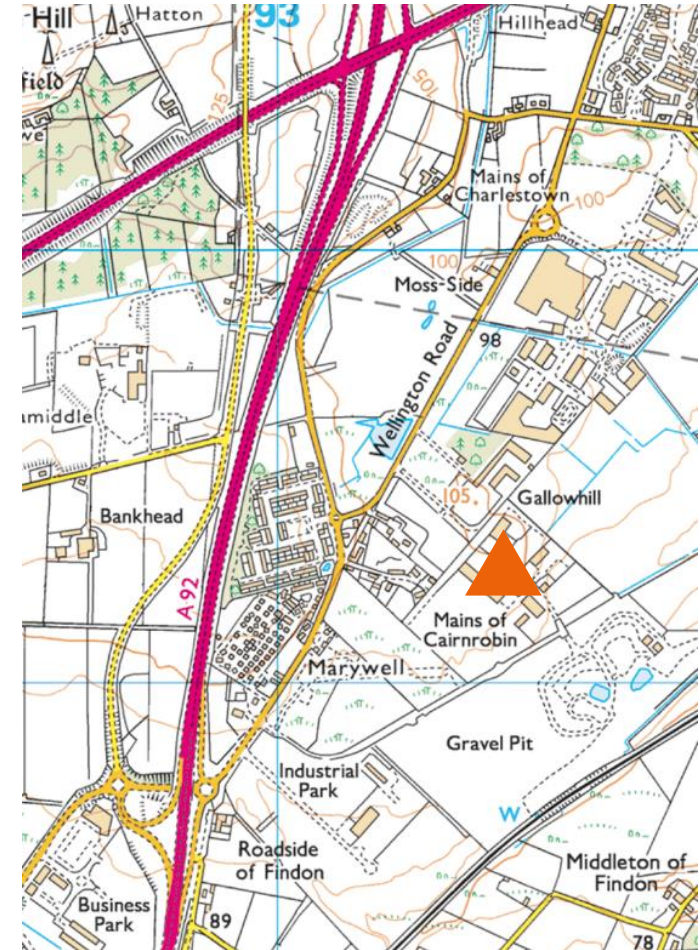 Hill
Hatton
93
Hillhead
field
125
105
Mains of
Charlestown
100
100
Moss-Side
98
Wellington Road
amiddle
105
Gallowhill
Bankhead
A 92
Mains of
Cairnrobin
Marywell
Gravel Pit
Industrial
Park
W
Roadside
of Findon
Middleton of
Findon
Business
Park
89
78